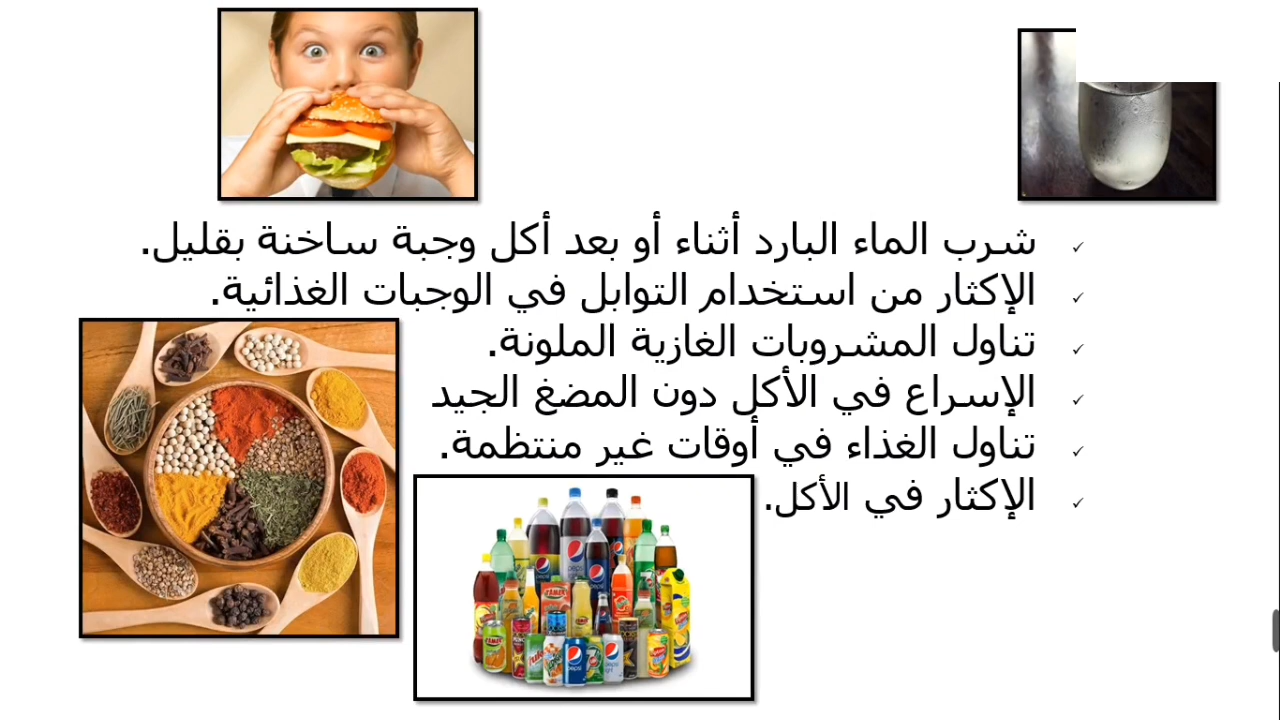 شرب الماء البارد أثناء أو بعد أكل وجبة ساخنة بقليل.
الإكثار من استخدام التوابل في الوجبات الغذائية.
تناول المشروبات الغازية الملونة.
الإسراع في الأكل دون المضغ الجيد
تناول الغذاء في أوقات غير منتظمة.
الإكثار في الأكل.
pepsi